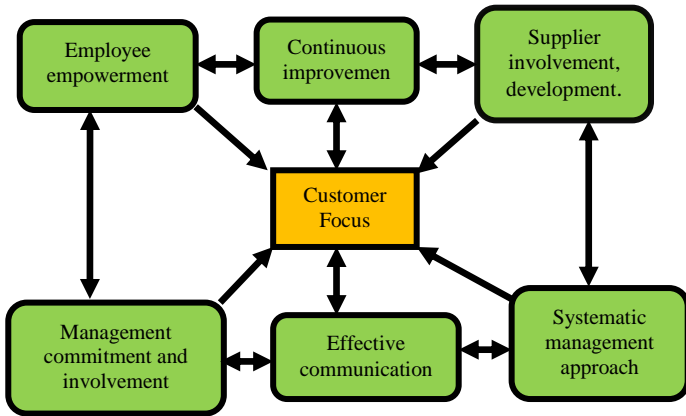 Employee
empowerment
Continuous
improvemen
Supplier
involvement,
development.
Customer
Focus
Management
commitment and
involvement
Effective
communication
Systematic
management
approach